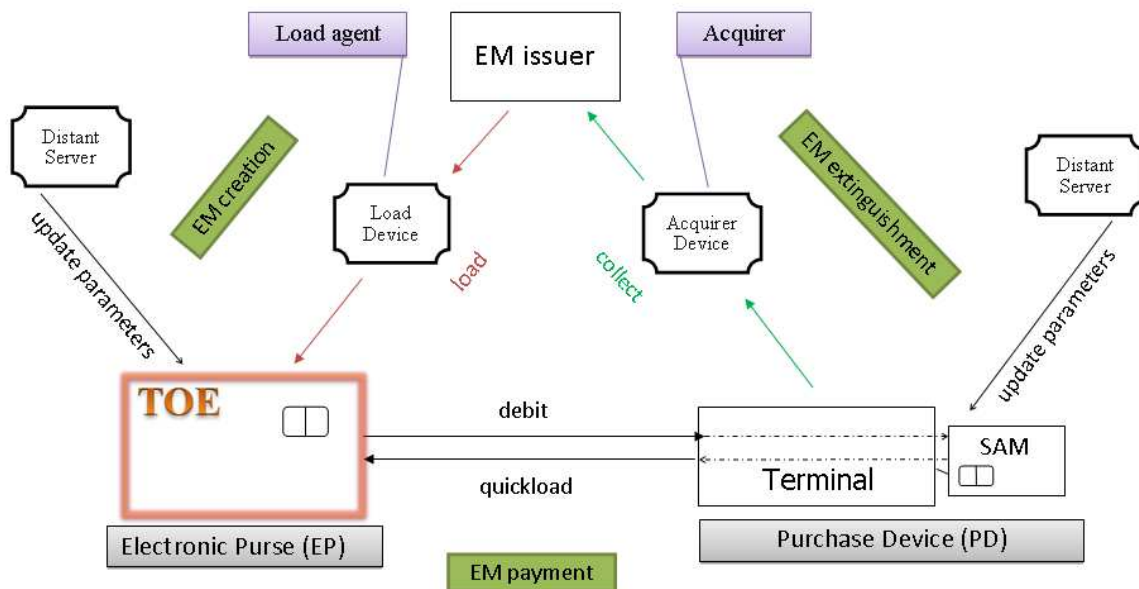 Load agent
EM issuer
Acquirer
Distant
Server
EM creation
EM extinguishment
Distant
Server
Load
Device
Acquirer
Device
update parameters
load
collect
update parameters
TOE
debit
quickload
Terminal
SAM
Electronic Purse (EP)
Purchase Device (PD)
EM payment